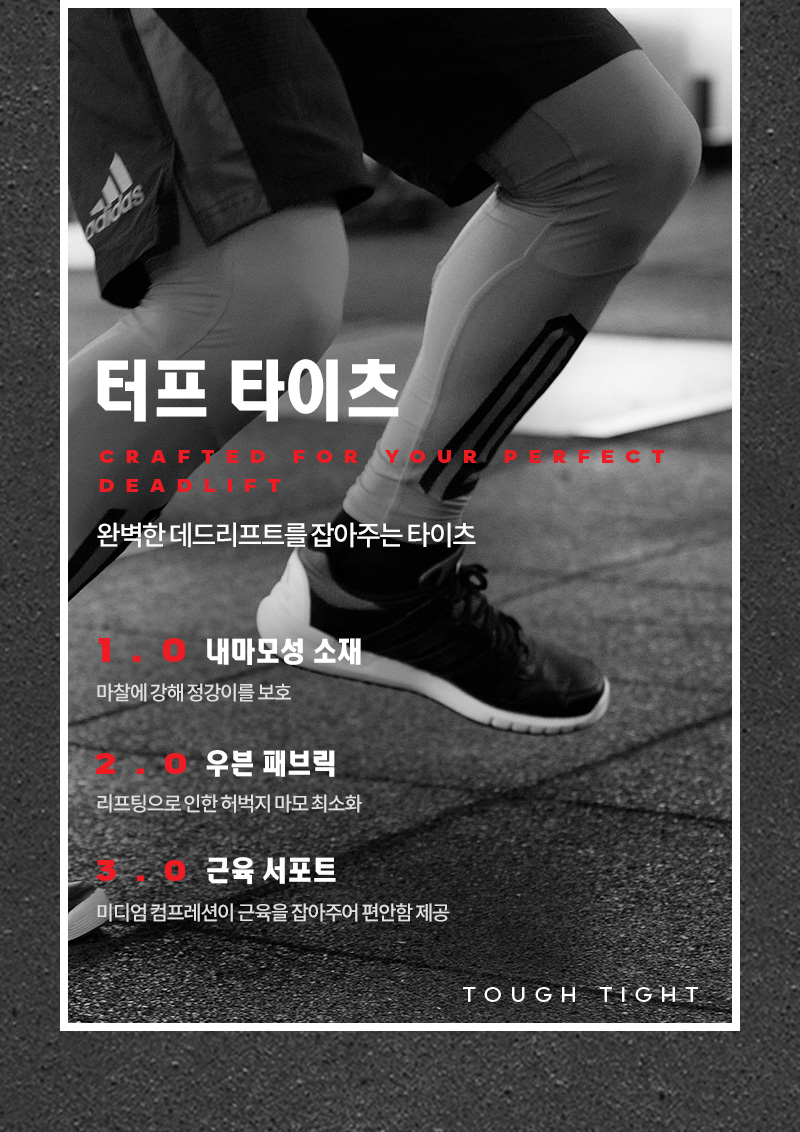 adidas
터프 타이츠
CRAFTED FOR YOUR PERFECT
DEADLIFT
완벽한 데드리프트를 잡아주는 타이츠
1.0 내마모성 소재
마찰에 강해 정강이를 보호
2.0 우븐 패브릭
리프팅으로 인한 허벅지 마모 최소화
3.0 근육 서포트
미디엄 컴프레션이 근육을 잡아주어 편안함 제공
TOUGH TIGHT